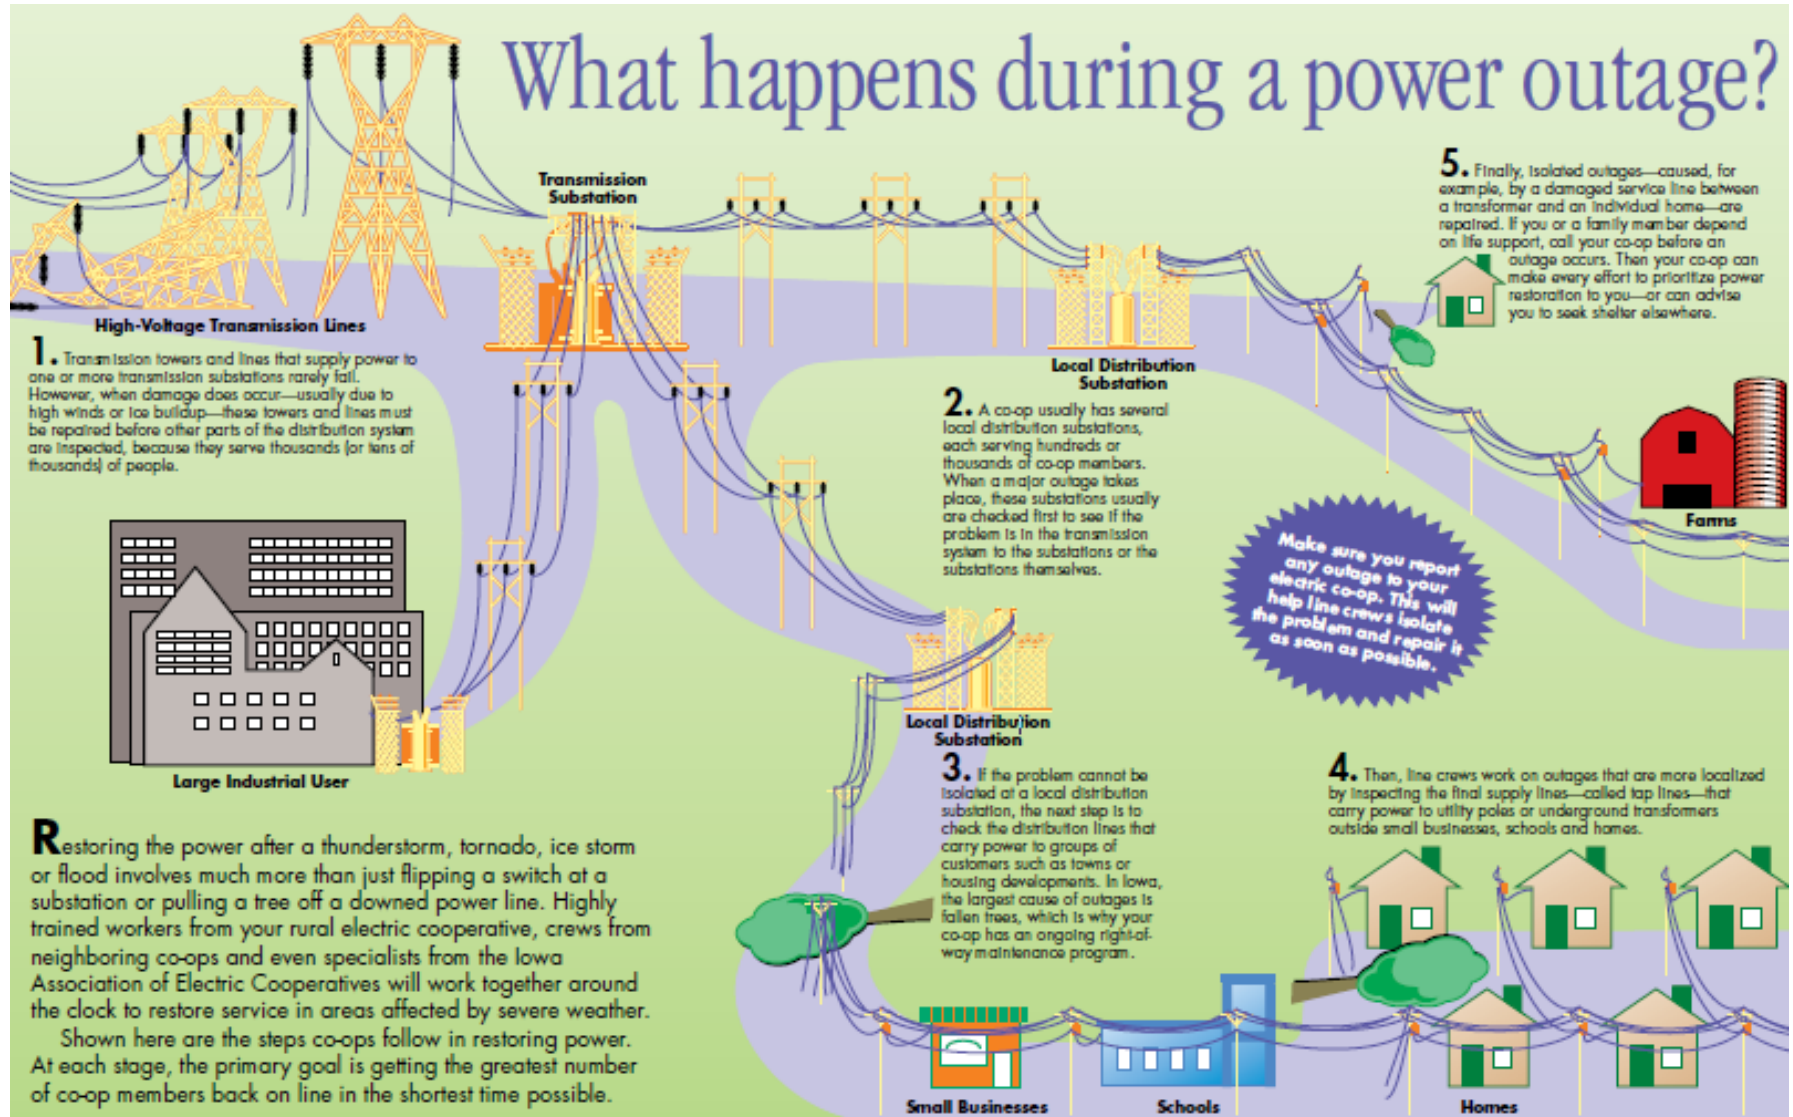 What happens during a power outage?
Transmission
Substation
High-Voltage Transmission Lines
1. Transmission towers and lines that supply power to
one or more transmission substations rarely fail.
However, when damage does occur—usually due to
high winds or ice buildup—these towers and lines must
be repaired before other parts of the distribution system
are inspected, because they serve thousands (or tens of
thousands) of people.
Large Industrial User
Restoring the power after a thunderstorm, tornado, ice storm
or flood involves much more than just flipping a switch at a
substation or pulling a tree off a downed power line. Highly
trained workers from your rural electric cooperative, crews from
neighboring co-ops and even specialists from the Iowa
Association of Electric Cooperatives will work together around
the clock to restore service in areas affected by severe weather.
Shown here are the steps co-ops follow in restoring power.
At each stage, the primary goal is getting the greatest number
of co-op members back on line in the shortest time possible.
Local Distribution
Substation
2. A co-op usually has several
local distribution substations,
each serving hundreds or
thousands of co-op members.
When a major outage takes
place, these substations usually
are checked first to see if the
problem is in the transmission
system to the substations or the
substations themselves.
Local Distribution
Substation
3. If the problem cannot be
isolated at a local distribution
substation, the next step is to
check the distribution lines that
carry power to groups of
customers such as towns or
housing developments. In Iowa,
the largest cause of outages is
fallen trees, which is why your
co-op has an ongoing right-of-
way maintenance program.
4. Then, line crews work on outages that are more localized
by inspecting the final supply lines—called tap lines—that
carry power to utility poles or underground transformers
outside small businesses, schools and homes.
5. Finally, isolated outages—caused, for
example, by a damaged service line between
a transformer and an individual home—are
repaired. If you or a family member depend
on life support, call your co-op before an
outage occurs. Then your co-op can
make every effort to prioritize power
restoration to you—or can advise
you to seek shelter elsewhere.
Farms
Make sure you report
any outage to your
electric co-op. This will
help line crews isolate
the problem and repair it
as soon as possible.
Small Businesses
Schools
Homes